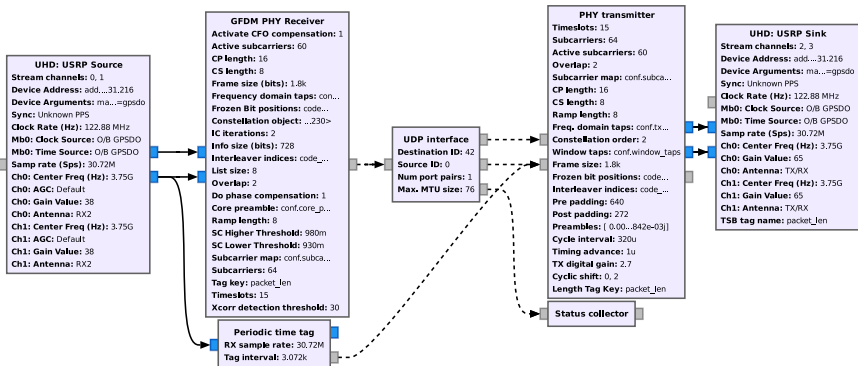 UHD: USRP Source
Stream channels: 0, 1
Device Address: add....31.216
Device Arguments: ma...=gpsdo
Sync: Unknown PPS
Clock Rate (Hz): 122.88 MHz
Mb0: Clock Source: O/B GPSDO
Mb0: Time Source: O/B GPSDO
Samp rate (Sps): 30.72M
Ch0: Center Freq (Hz): 3.75G
Ch0: AGC: Default
Ch0: Gain Value: 38
Ch0: Antenna: RX2
Ch1: Center Freq (Hz): 3.75G
Ch1: AGC: Default
Ch1: Gain Value: 38
Ch1: Antenna: RX2
GFDM PHY Receiver
Activate CFO compensation: 1
Active subcarriers: 60
CP length: 16
CS length: 8
Frame size (bits): 1.8k
Frequency domain taps: con...
Frozen Bit positions: code...
Constellation object: ...230>
IC iterations: 2
Info size (bits): 728
Interleaver indices: code_...
List size: 8
Overlap: 2
Do phase compensation: 1
Core preamble: conf.core_p...
Ramp length: 8
SC Higher Threshold: 980m
SC Lower Threshold: 930m
Subcarrier map: conf.subca...
Subcarriers: 64
Tag key: packet_len
Timeslots: 15
Xcorr detection threshold: 30
Periodic time tag
RX sample rate: 30.72M
Tag interval: 3.072k
UDP interface
Destination ID: 42
Source ID: 0
Num port pairs: 1
Max. MTU size: 76
PHY transmitter
Timeslots: 15
Subcarriers: 64
Active subcarriers: 60
Overlap: 2
Subcarrier map: conf.subca...
CP length: 16
CS length: 8
Ramp length: 8
Freq. domain taps: conf.tx...
Constellation order: 2
Window taps: conf.window_taps
Frame size: 1.8k
Frozen bit positions: code...
Interleaver indices: code...
Pre padding: 640
Post padding: 272
Preambles: [ 0.00...842e-03j]
Cycle interval: 320u
Timing advance: 1u
TX digital gain: 2.7
Cyclic shift: 0, 2
Length Tag Key: packet_len
Status collector
UHD: USRP Sink
Stream channels: 2, 3
Device Address: add....31.216
Device Arguments: ma...=gpsdo
Sync: Unknown PPS
Clock Rate (Hz): 122.88 MHz
Mb0: Clock Source: O/B GPSDO
Mb0: Time Source: O/B GPSDO
Samp rate (Sps): 30.72M
Ch0: Center Freq (Hz): 3.75G
Ch0: Gain Value: 65
Ch0: Antenna: TX/RX
Ch1: Center Freq (Hz): 3.75G
Ch1: Gain Value: 65
Ch1: Antenna: TX/RX
TSB tag name: packet_len